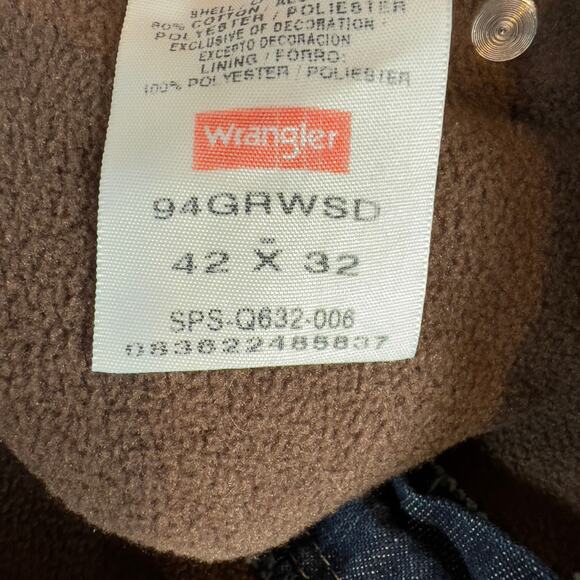 SHELL
80% COTTON / POLIESTER
POLYESTER / POLIESTER
EXCLUSIVE OF DECORATION
EXCEPTO DECORACION
LINING / FORRO:
100% POLYESTER / POLIESTER
Wrangler
94GRWSD
42 X 32
SPS-Q632-006
083622485837